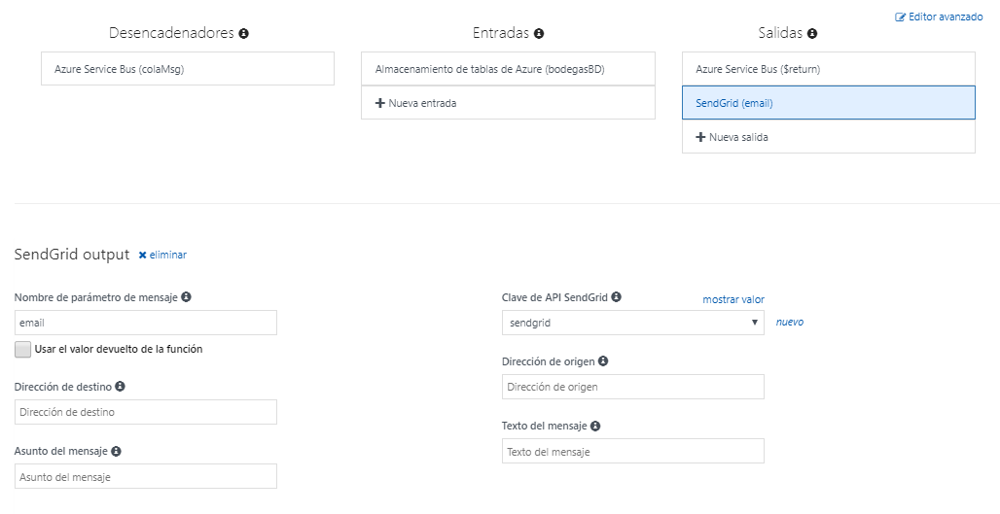 Editor avanzado
Desencadenadores
Entradas
Salidas
Azure Service Bus (colaMsg)
Almacenamiento de tablas de Azure (bodegasBD)
Azure Service Bus ($return)
Nueva entrada
SendGrid (email)
Nueva salida
SendGrid output eliminar
Nombre de parámetro de mensaje
email
Usar el valor devuelto de la función
Dirección de destino
Dirección de destino
Asunto del mensaje
Asunto del mensaje
Clave de API SendGrid mostrar valor
sendgrid nuevo
Dirección de origen
Dirección de origen
Texto del mensaje
Texto del mensaje